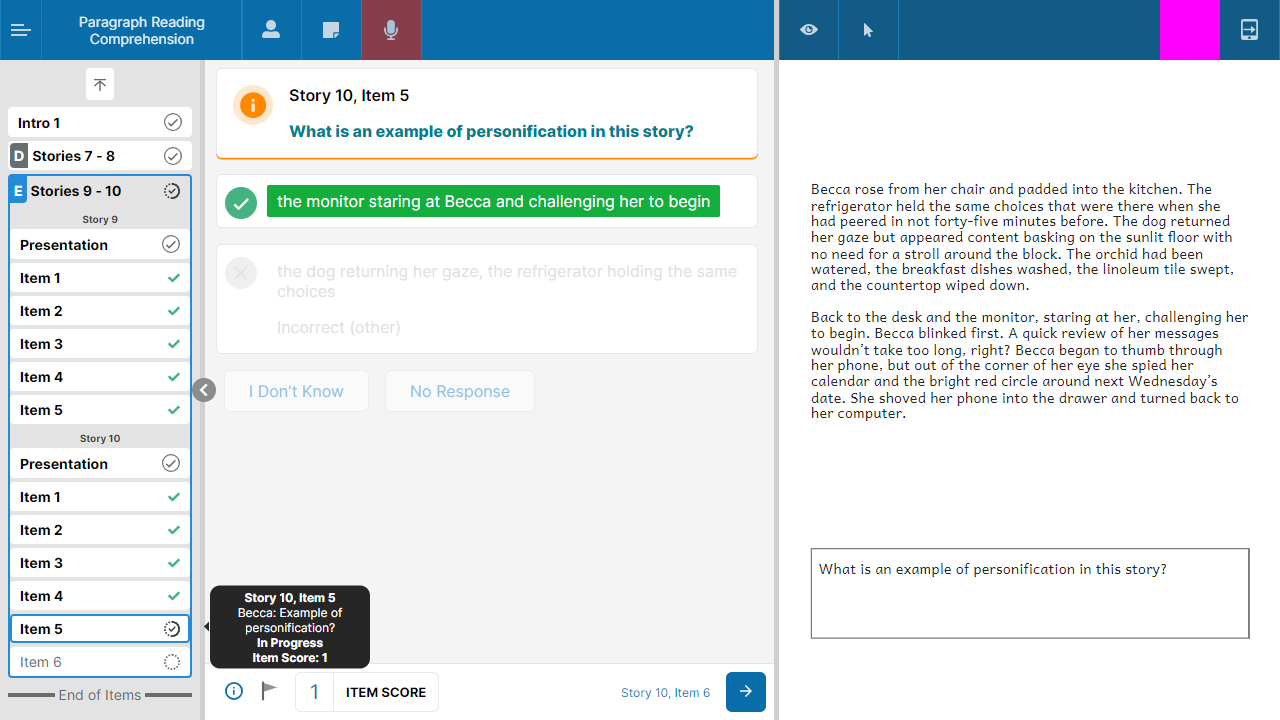 Paragraph Reading
Comprehension
Intro 1
D Stories 7 - 8
E Stories 9 - 10
Story 9
Presentation
Item 1
Item 2
Item 3
Item 4
Item 5
Story 10
Presentation
Item 1
Item 2
Item 3
Item 4
Item 5
Item 6
End of Items
Story 10, Item 5
What is an example of personification in this story?
the monitor staring at Becca and challenging her to begin
the dog returning her gaze, the refrigerator holding the same
choices
Incorrect (other)
I Don’t Know
No Response
Story 10, Item 5
Becca: Example of
personification?
In Progress
Item Score: 1
1 ITEM SCORE
Story 10, Item 6
Becca rose from her chair and padded into the kitchen. The
refrigerator held the same choices that were there when she
had peered in not forty-five minutes before. The dog returned
her gaze but appeared content basking on the sunlit floor with
no need for a stroll around the block. The orchid had been
watered, the breakfast dishes washed, the linoleum tile swept,
and the countertop wiped down.
Back to the desk and the monitor, staring at her, challenging her
to begin. Becca blinked first. A quick review of her messages
wouldn’t take too long, right? Becca began to thumb through
her phone, but out of the corner of her eye she spied her
calendar and the bright red circle around next Wednesday’s
date. She shoved her phone into the drawer and turned back to
her computer.
What is an example of personification in this story?